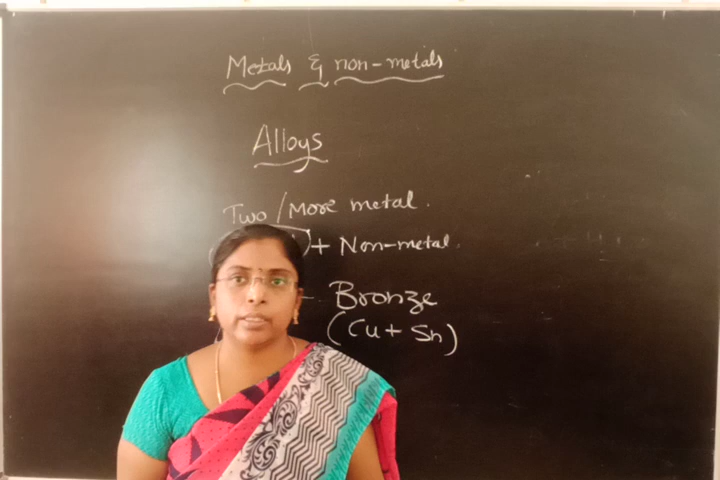 Metals & non-metals
Alloys
Two / More metal.
+ Non-metal.
- Bronze
(Cu + Sn)